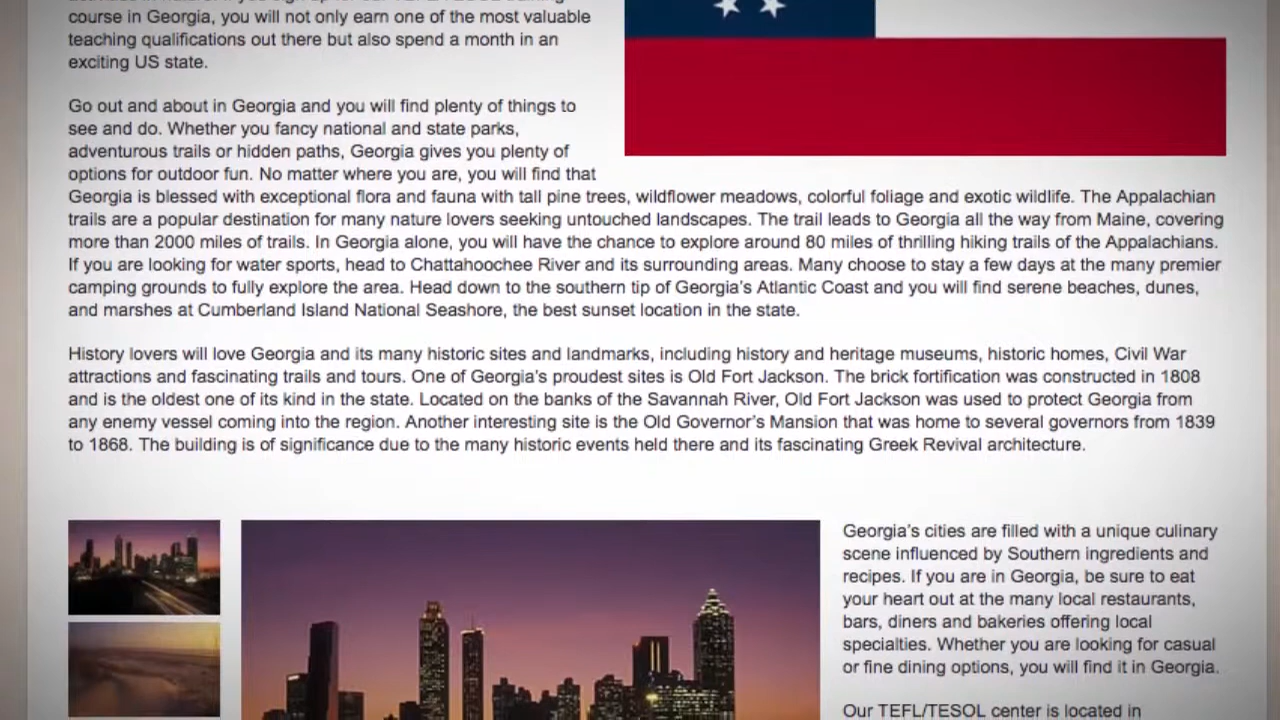 course in Georgia, you will not only earn one of the most valuable
teaching qualifications out there but also spend a month in an
exciting US state.
Go out and about in Georgia and you will find plenty of things to
see and do. Whether you fancy national and state parks,
adventurous trails or hidden paths, Georgia gives you plenty of
options for outdoor fun. No matter where you are, you will find that
Georgia is blessed with exceptional flora and fauna with tall pine trees, wildflower meadows, colorful foliage and exotic wildlife. The Appalachian
trails are a popular destination for many nature lovers seeking untouched landscapes. The trail leads to Georgia all the way from Maine, covering
more than 2000 miles of trails. In Georgia alone, you will have the chance to explore around 80 miles of thrilling hiking trails of the Appalachians.
If you are looking for water sports, head to Chattahoochee River and its surrounding areas. Many choose to stay a few days at the many premier
camping grounds to fully explore the area. Head down to the southern tip of Georgia's Atlantic Coast and you will find serene beaches, dunes,
and marshes at Cumberland Island National Seashore, the best sunset location in the state.
History lovers will love Georgia and its many historic sites and landmarks, including history and heritage museums, historic homes, Civil War
attractions and fascinating trails and tours. One of Georgia's proudest sites is Old Fort Jackson. The brick fortification was constructed in 1808
and is the oldest one of its kind in the state. Located on the banks of the Savannah River, Old Fort Jackson was used to protect Georgia from
any enemy vessel coming into the region. Another interesting site is the Old Governor's Mansion that was home to several governors from 1839
to 1868. The building is of significance due to the many historic events held there and its fascinating Greek Revival architecture.
Georgia's cities are filled with a unique culinary
scene influenced by Southern ingredients and
recipes. If you are in Georgia, be sure to eat
your heart out at the many local restaurants,
bars, diners and bakeries offering local
specialties. Whether you are looking for casual
or fine dining options, you will find it in Georgia.
Our TEFL/TESOL center is located in